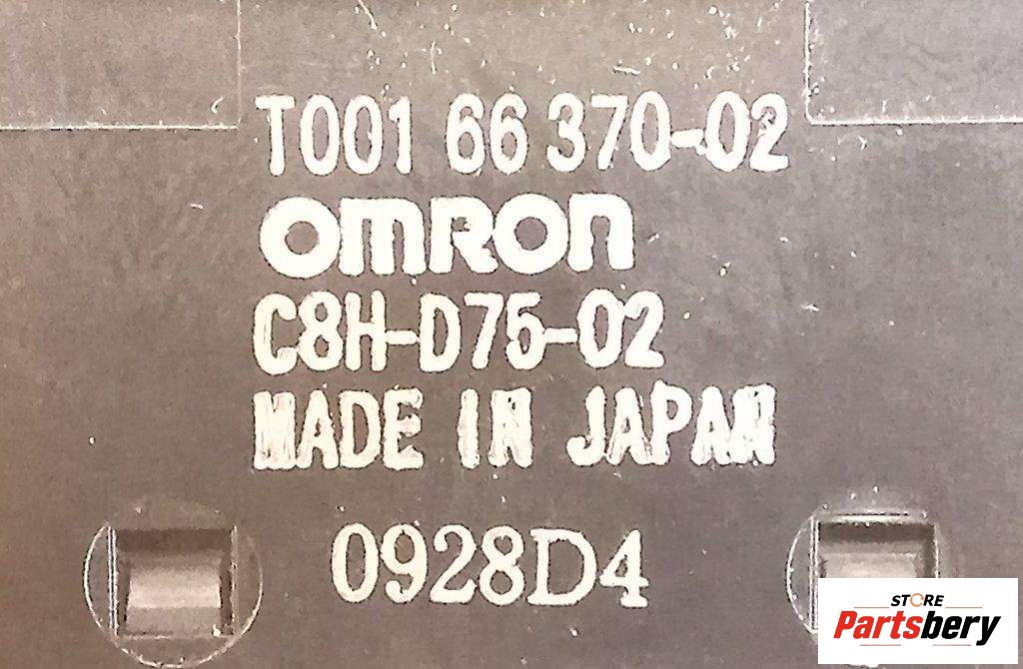 T001 66 370-02
omron
C8H-D75-02
MADE IN JAPAN
0928D4
STORE
Partsbery